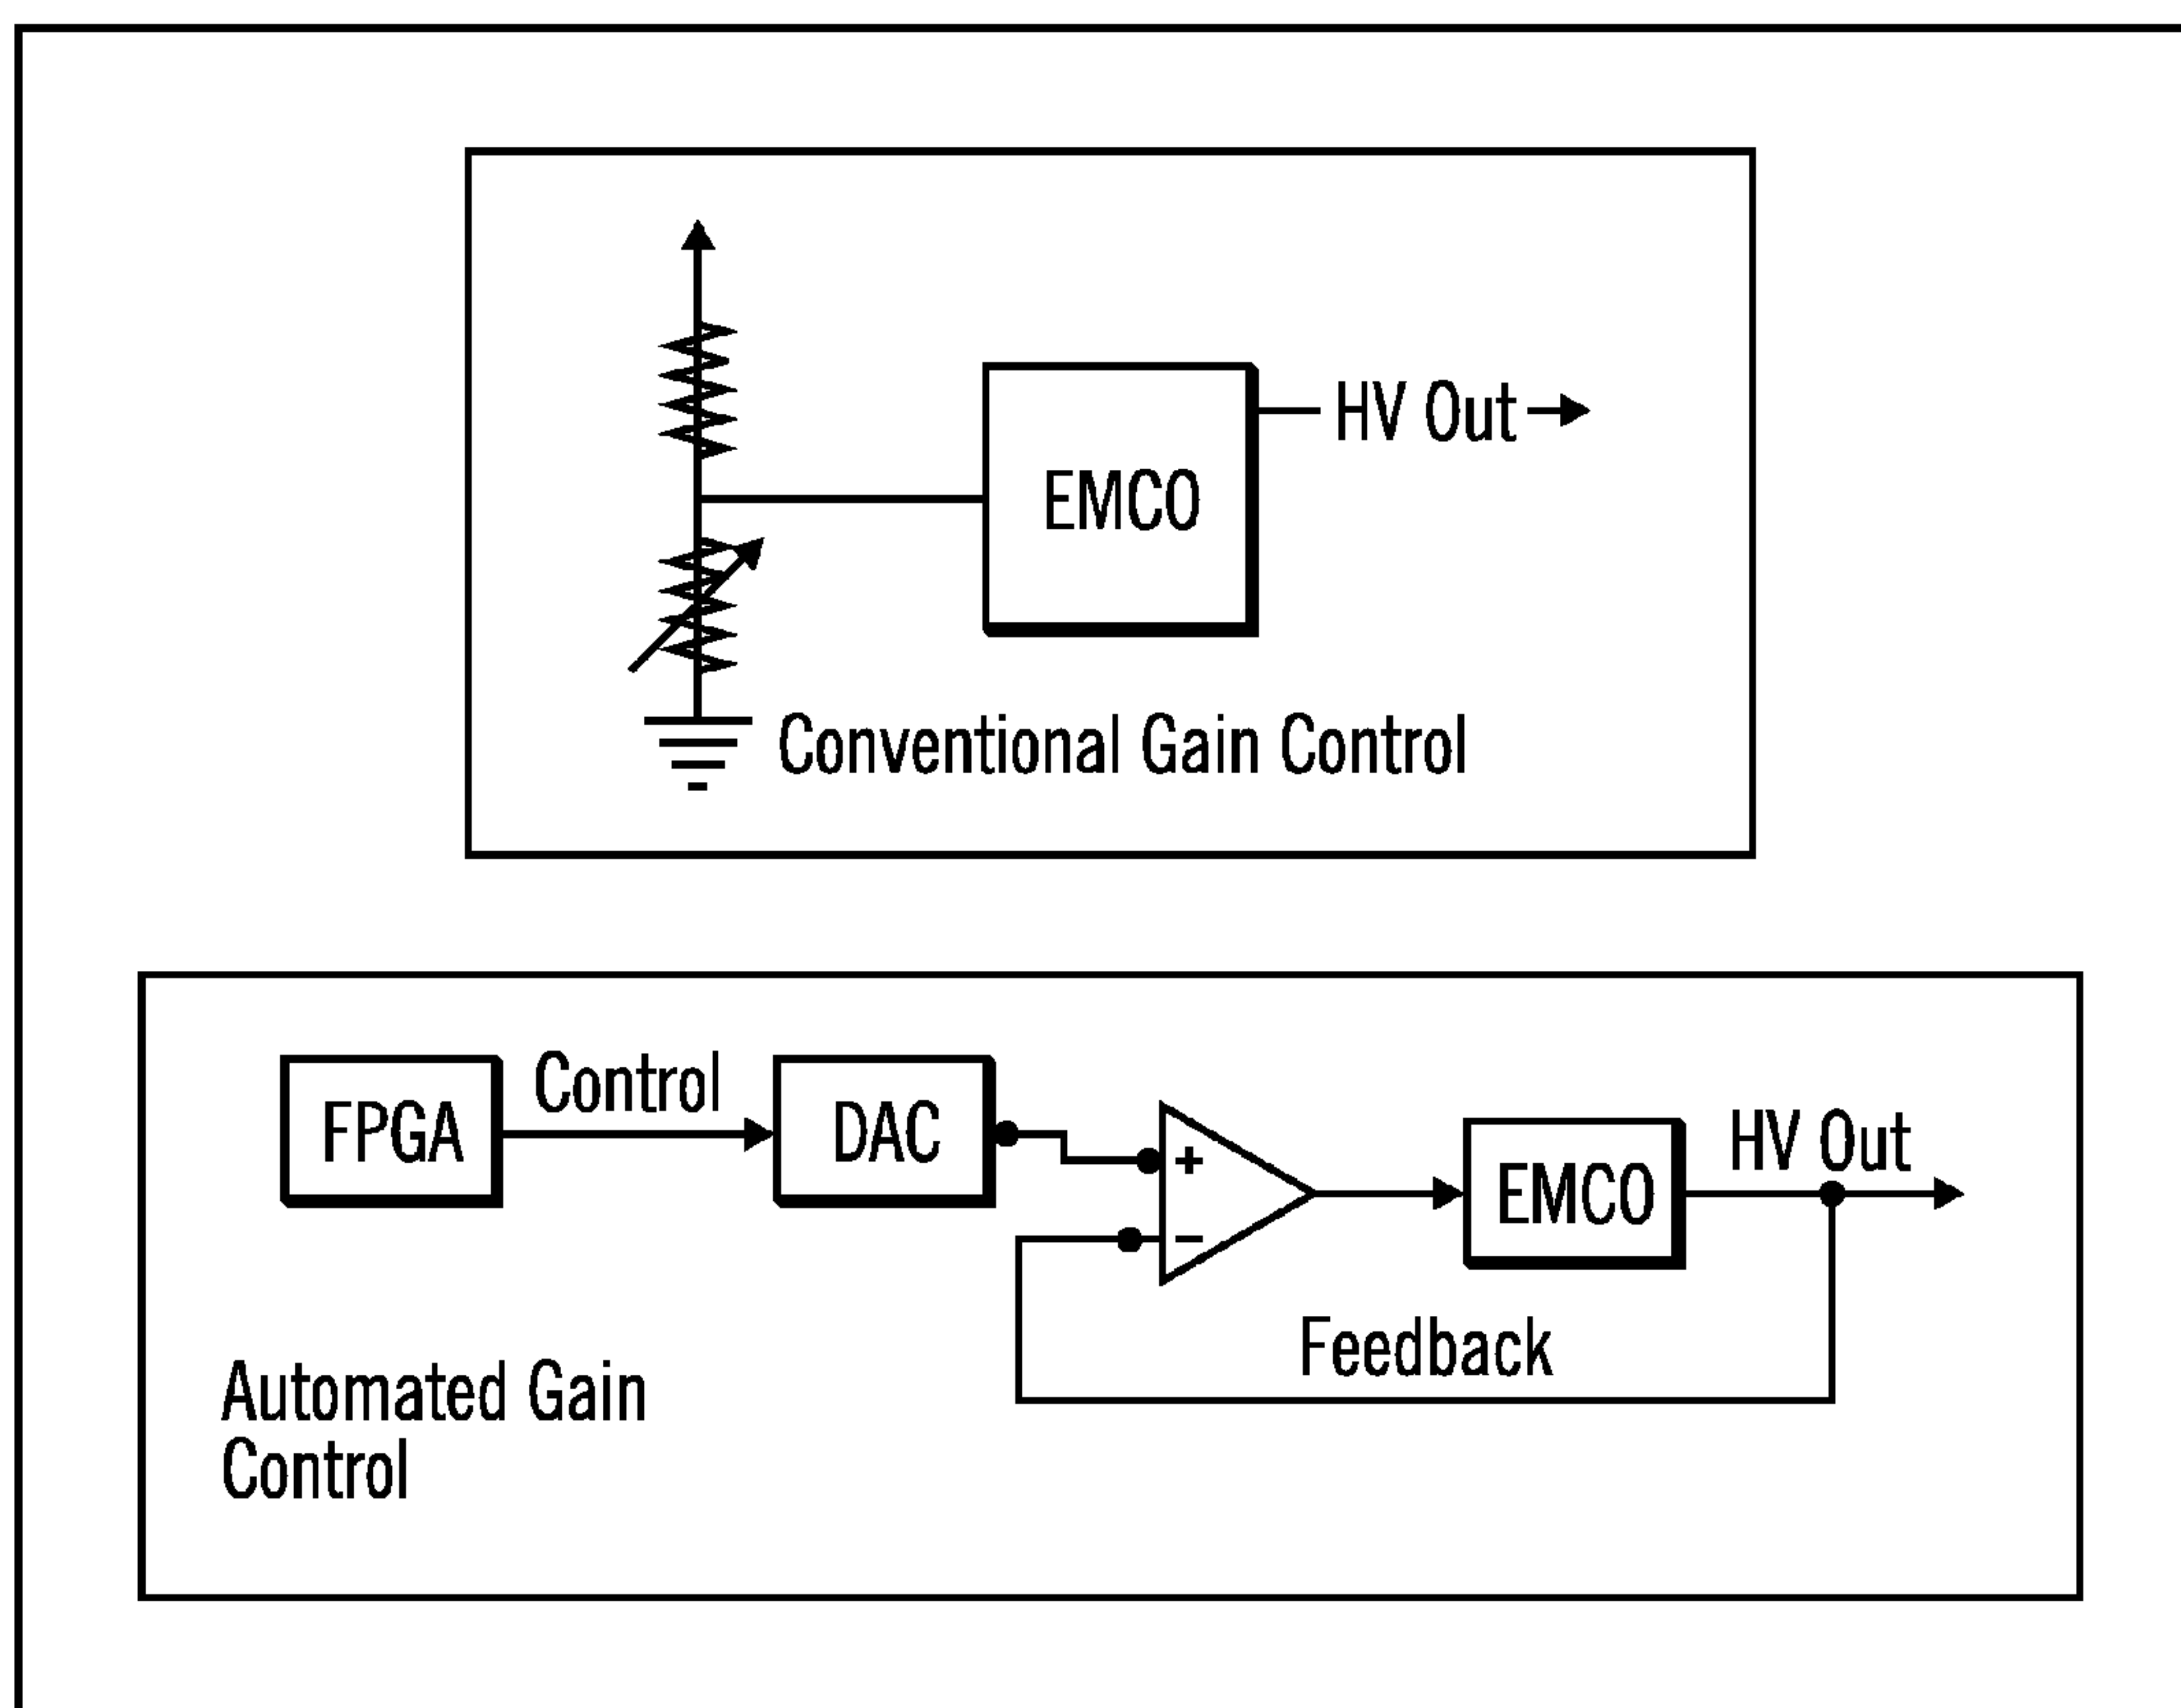 HV Out
EMCO
Conventional Gain Control
FPGA
Control
DAC
+
−
EMCO
HV Out
Feedback
Automated Gain
Control